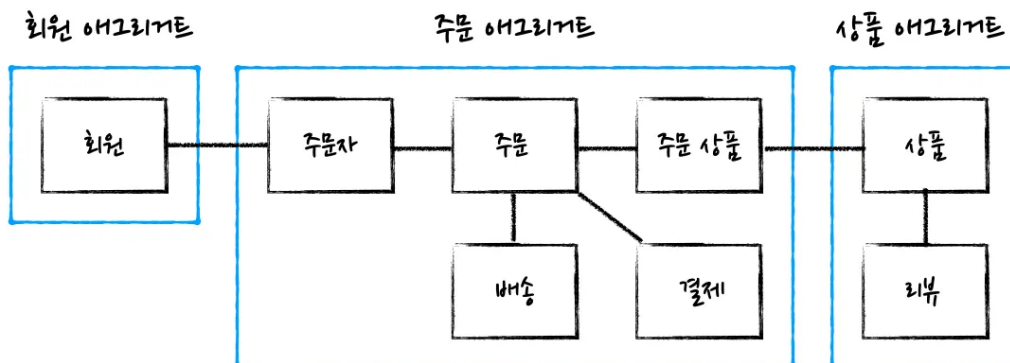 회원 애그리거트
주문 애그리거트
상품 애그리거트
회원
주문자
주문
주문 상품
상품
배송
결제
리뷰